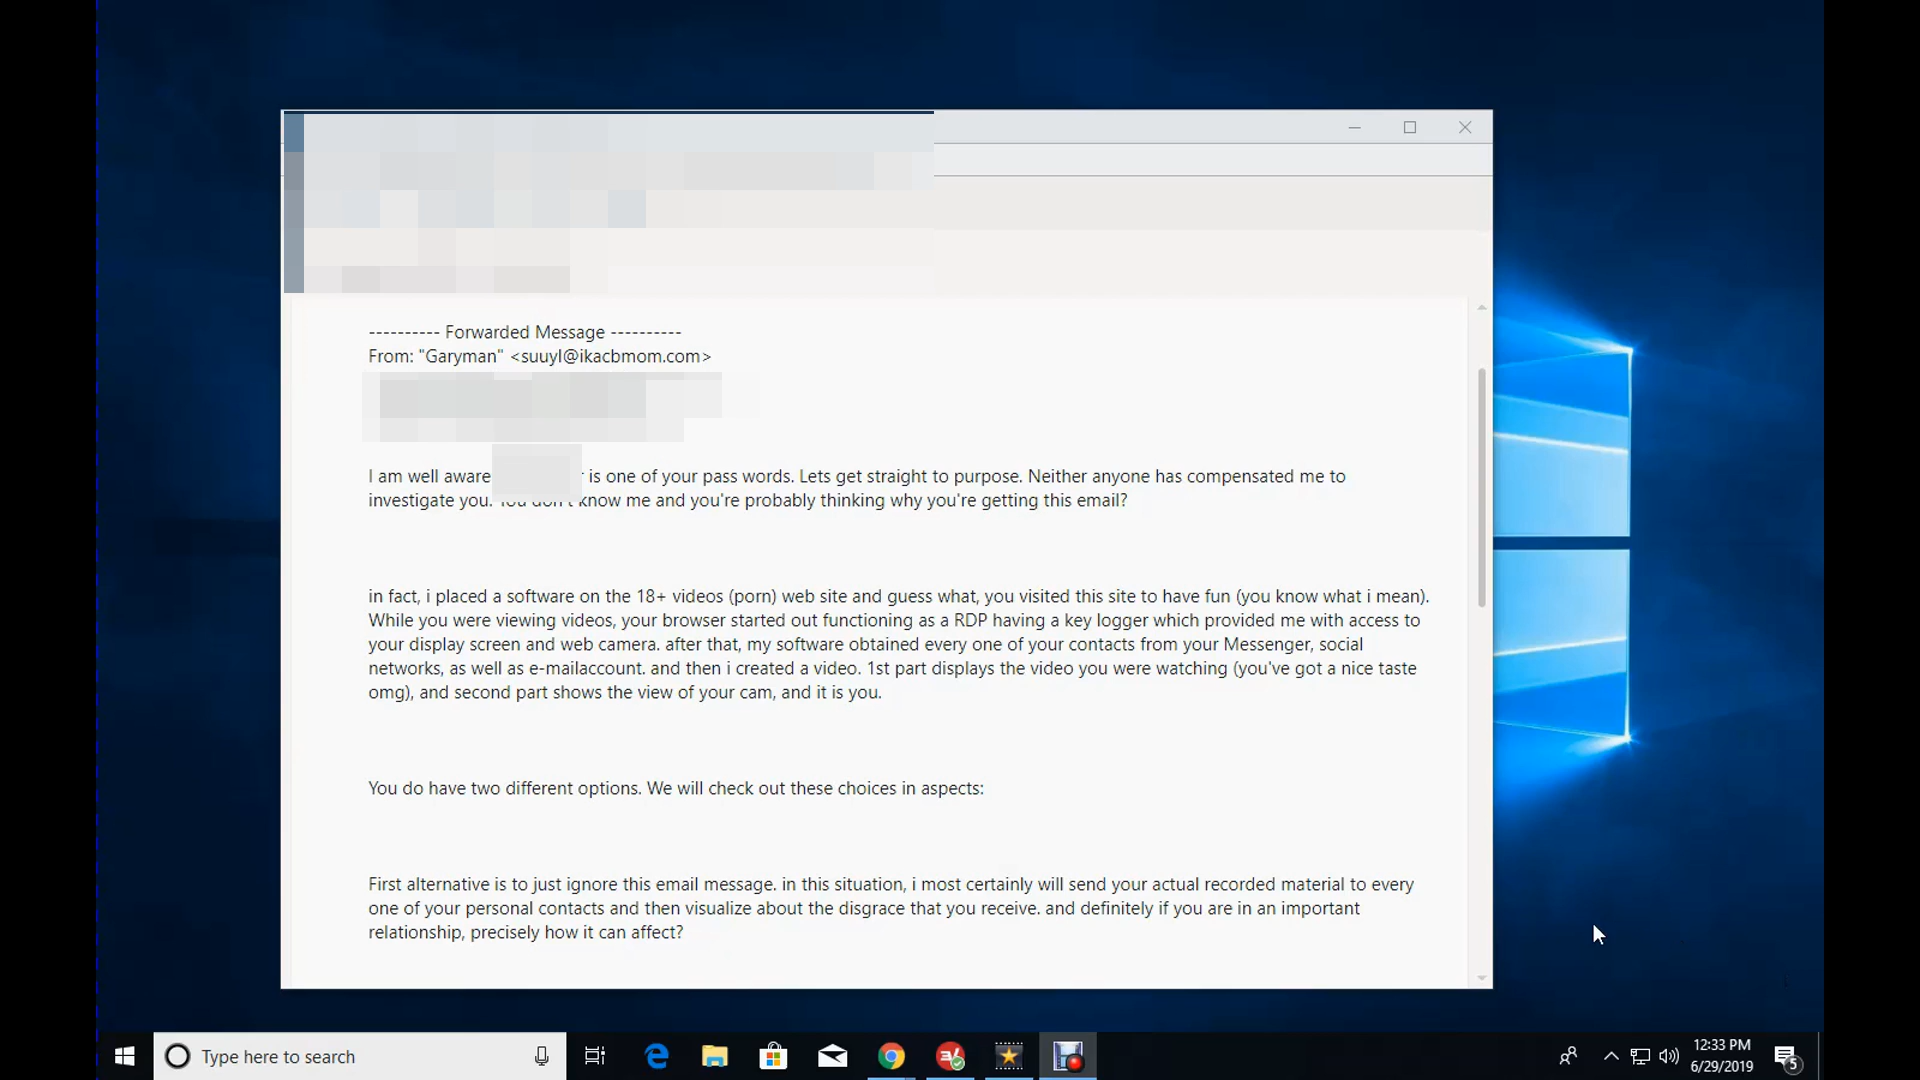 ---------- Forwarded Message ----------
From: "Garyman" <suuyl@ikacbmom.com>
I am well aware is one of your pass words. Lets get straight to purpose. Neither anyone has compensated me to
investigate you. You don't know me and you're probably thinking why you're getting this email?
in fact, i placed a software on the 18+ videos (porn) web site and guess what, you visited this site to have fun (you know what i mean).
While you were viewing videos, your browser started out functioning as a RDP having a key logger which provided me with access to
your display screen and web camera. after that, my software obtained every one of your contacts from your Messenger, social
networks, as well as e-mailaccount. and then i created a video. 1st part displays the video you were watching (you've got a nice taste
omg), and second part shows the view of your cam, and it is you.
You do have two different options. We will check out these choices in aspects:
First alternative is to just ignore this email message. in this situation, i most certainly will send your actual recorded material to every
one of your personal contacts and then visualize about the disgrace that you receive. and definitely if you are in an important
relationship, precisely how it can affect?
Type here to search
12:33 PM
6/29/2019
5